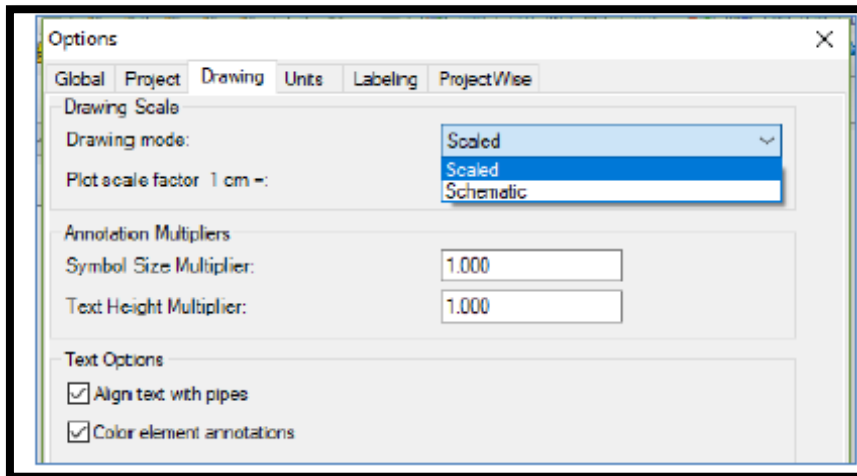 Options
Global Project Drawing Units Labeling ProjectWise
Drawing Scale
Drawing mode: Scaled
Scaled
Plot scale factor 1 cm =:
Schematic
Annotation Multipliers
Symbol Size Multiplier: 1.000
Text Height Multiplier: 1.000
Text Options
Align text with pipes
Color element annotations